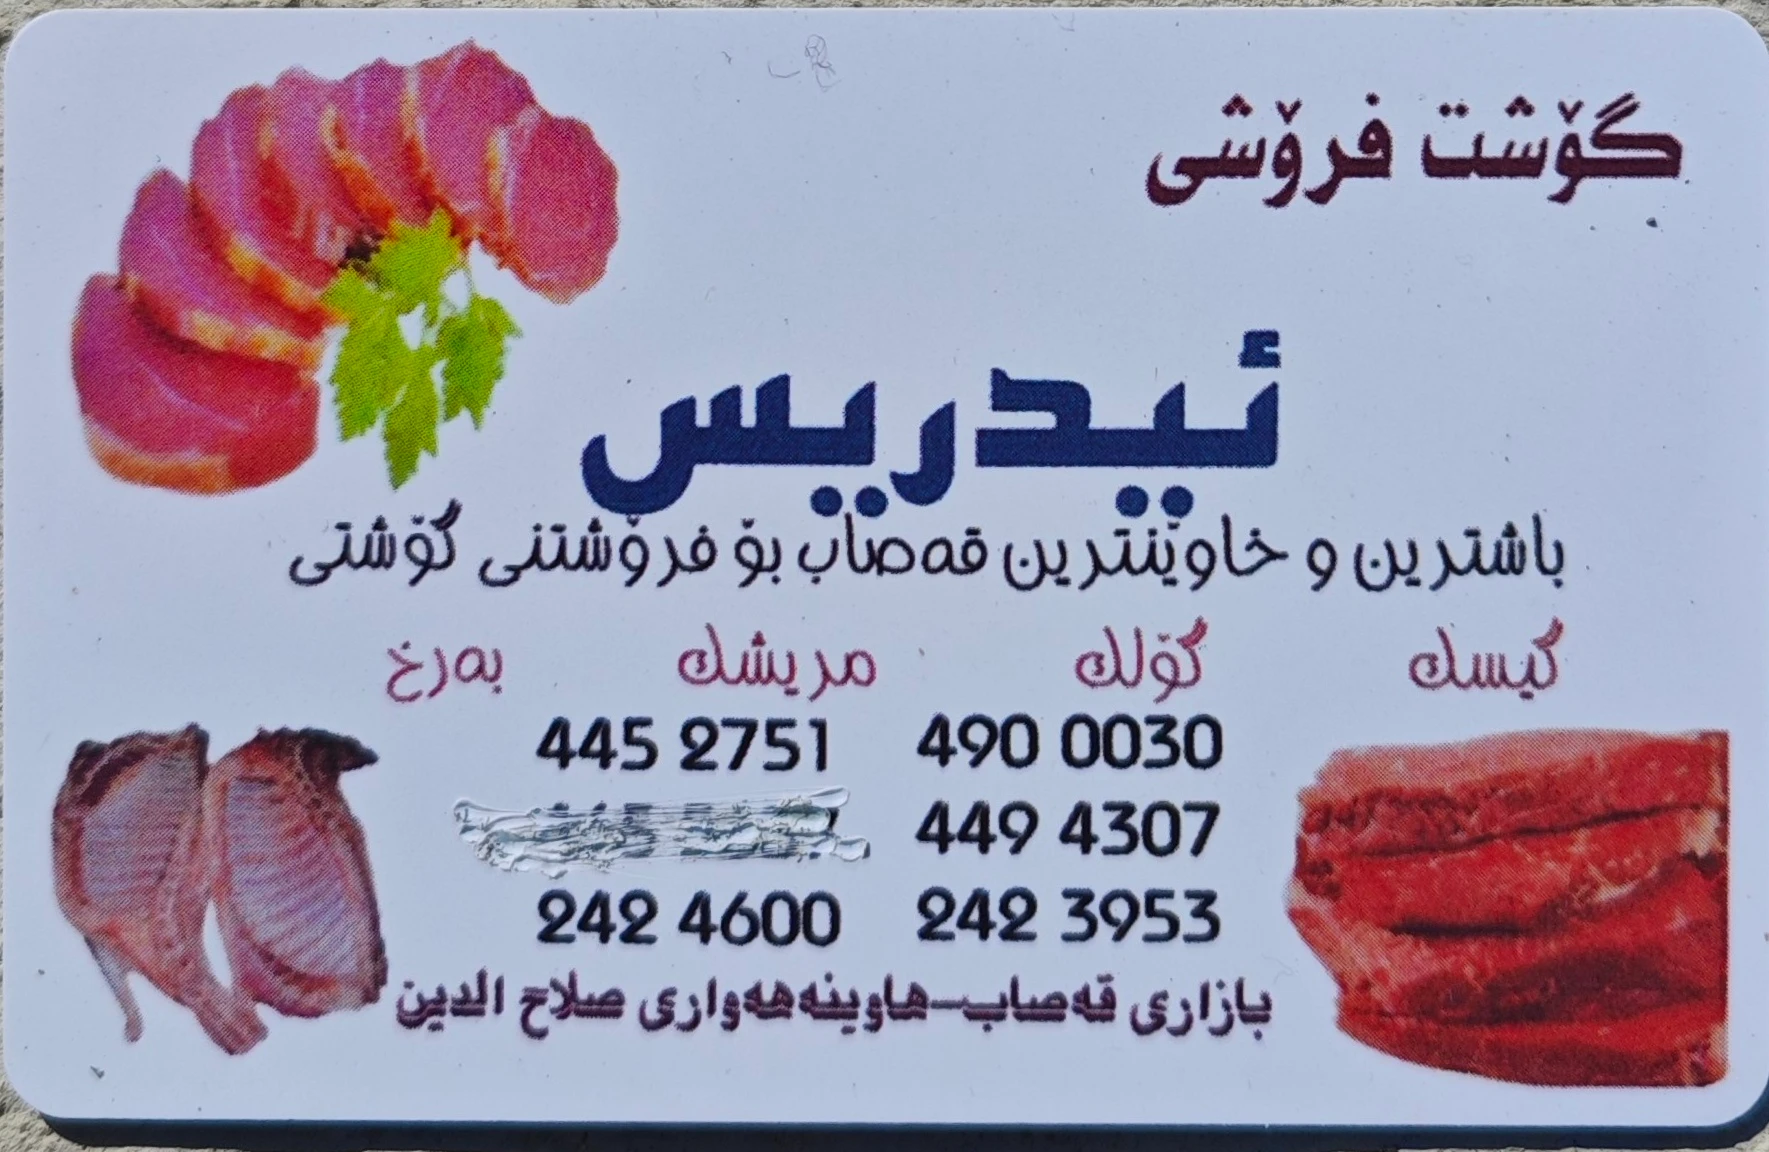 گۆشت فرۆشی
ئیدریس
باشترین و خاوێنترین قەصاب بۆ فرۆشتنی گۆشتی
گیسك گۆلك مریشك بەرخ
445 2751 490 0030
449 4307
242 4600 242 3953
بازاری قەصاب-هاوینەهەواری صلاح الدین